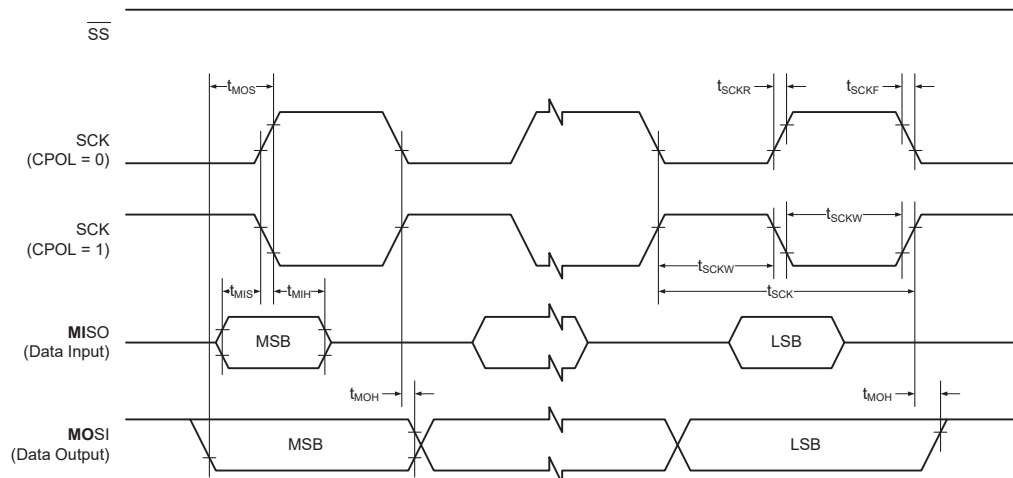 SS
tMOS
tSCKR
tSCKF
SCK
(CPOL = 0)
SCK
(CPOL = 1)
tSCKW
tSCKW
tSCK
tMIS
tMIH
MISO
(Data Input)
MSB
LSB
tMOH
tMOH
MOSI
(Data Output)
MSB
LSB